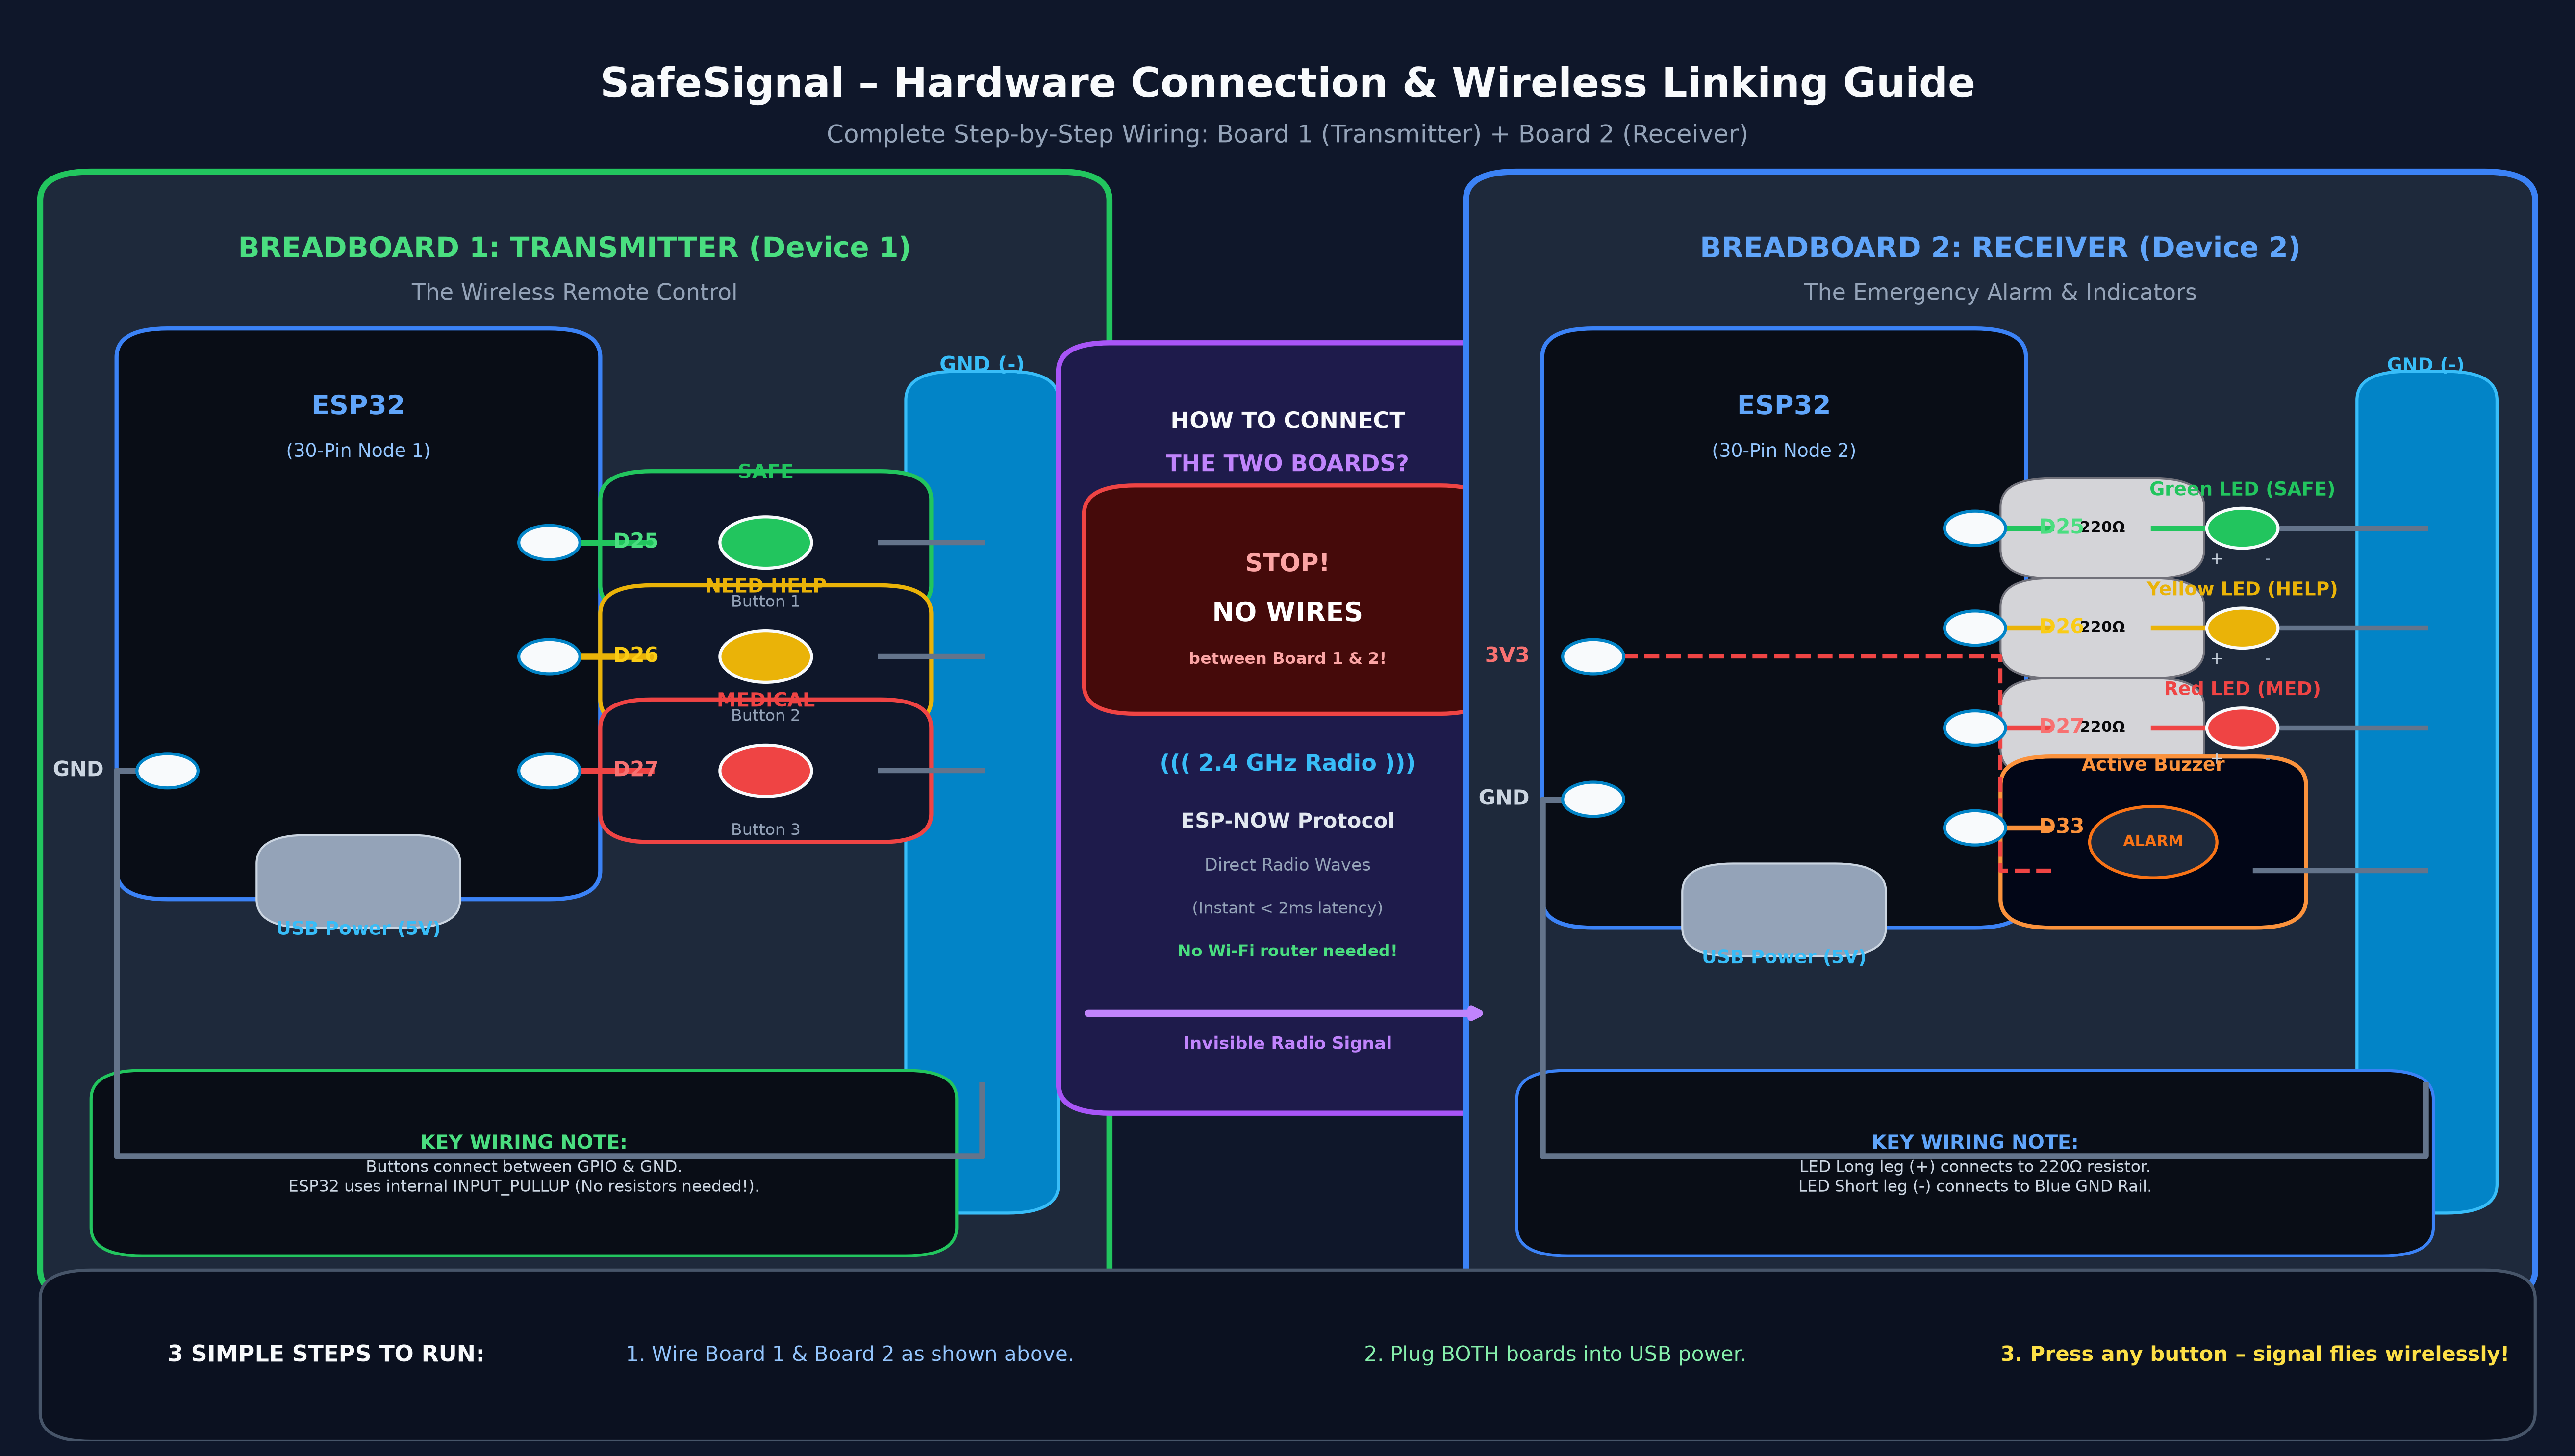 SafeSignal – Hardware Connection & Wireless Linking Guide
Complete Step-by-Step Wiring: Board 1 (Transmitter) + Board 2 (Receiver)
BREADBOARD 1: TRANSMITTER (Device 1)
The Wireless Remote Control
ESP32
(30-Pin Node 1)
GND (-)
SAFE
D25
Button 1
NEED HELP
D26
Button 2
MEDICAL
D27
Button 3
GND
USB Power (5V)
KEY WIRING NOTE:
Buttons connect between GPIO & GND.
ESP32 uses internal INPUT_PULLUP (No resistors needed!).
HOW TO CONNECT
THE TWO BOARDS?
STOP!
NO WIRES
between Board 1 & 2!
((( 2.4 GHz Radio )))
ESP-NOW Protocol
Direct Radio Waves
(Instant < 2ms latency)
No Wi-Fi router needed!
Invisible Radio Signal
BREADBOARD 2: RECEIVER (Device 2)
The Emergency Alarm & Indicators
ESP32
(30-Pin Node 2)
GND (-)
Green LED (SAFE)
D25 220Ω
+ -
Yellow LED (HELP)
D26 220Ω
+ -
Red LED (MED)
D27 220Ω
+ -
3V3
GND
Active Buzzer
D33
ALARM
USB Power (5V)
KEY WIRING NOTE:
LED Long leg (+) connects to 220Ω resistor.
LED Short leg (-) connects to Blue GND Rail.
3 SIMPLE STEPS TO RUN:
1. Wire Board 1 & Board 2 as shown above.
2. Plug BOTH boards into USB power.
3. Press any button – signal flies wirelessly!